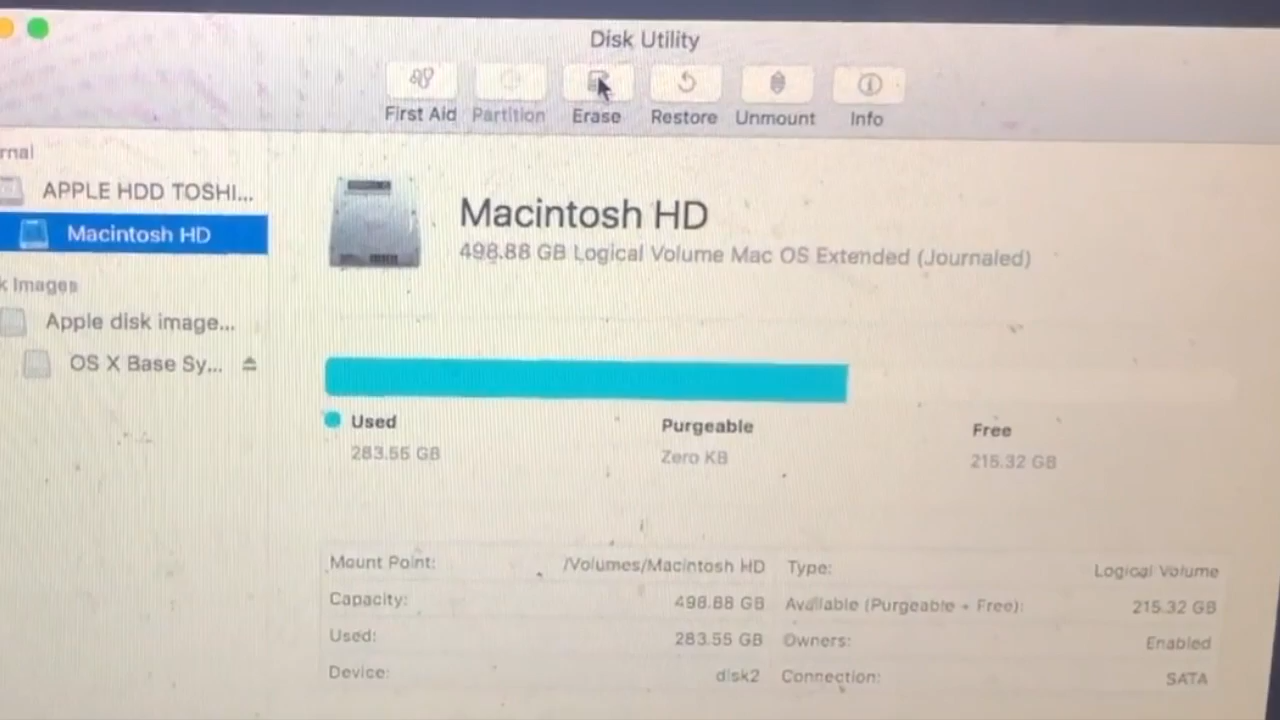 Disk Utility
First Aid Partition Erase Restore Unmount Info
rnal
APPLE HDD TOSHI...
Macintosh HD
k Images
Apple disk image...
OS X Base Sy...
Macintosh HD
498.88 GB Logical Volume Mac OS Extended (Journaled)
Used Purgeable Free
283.55 GB Zero KB 215.32 GB
Mount Point: /Volumes/Macintosh HD Type: Logical Volume
Capacity: 498.88 GB Available (Purgeable + Free): 215.32 GB
Used: 283.55 GB Owners: Enabled
Device: disk2 Connection: SATA